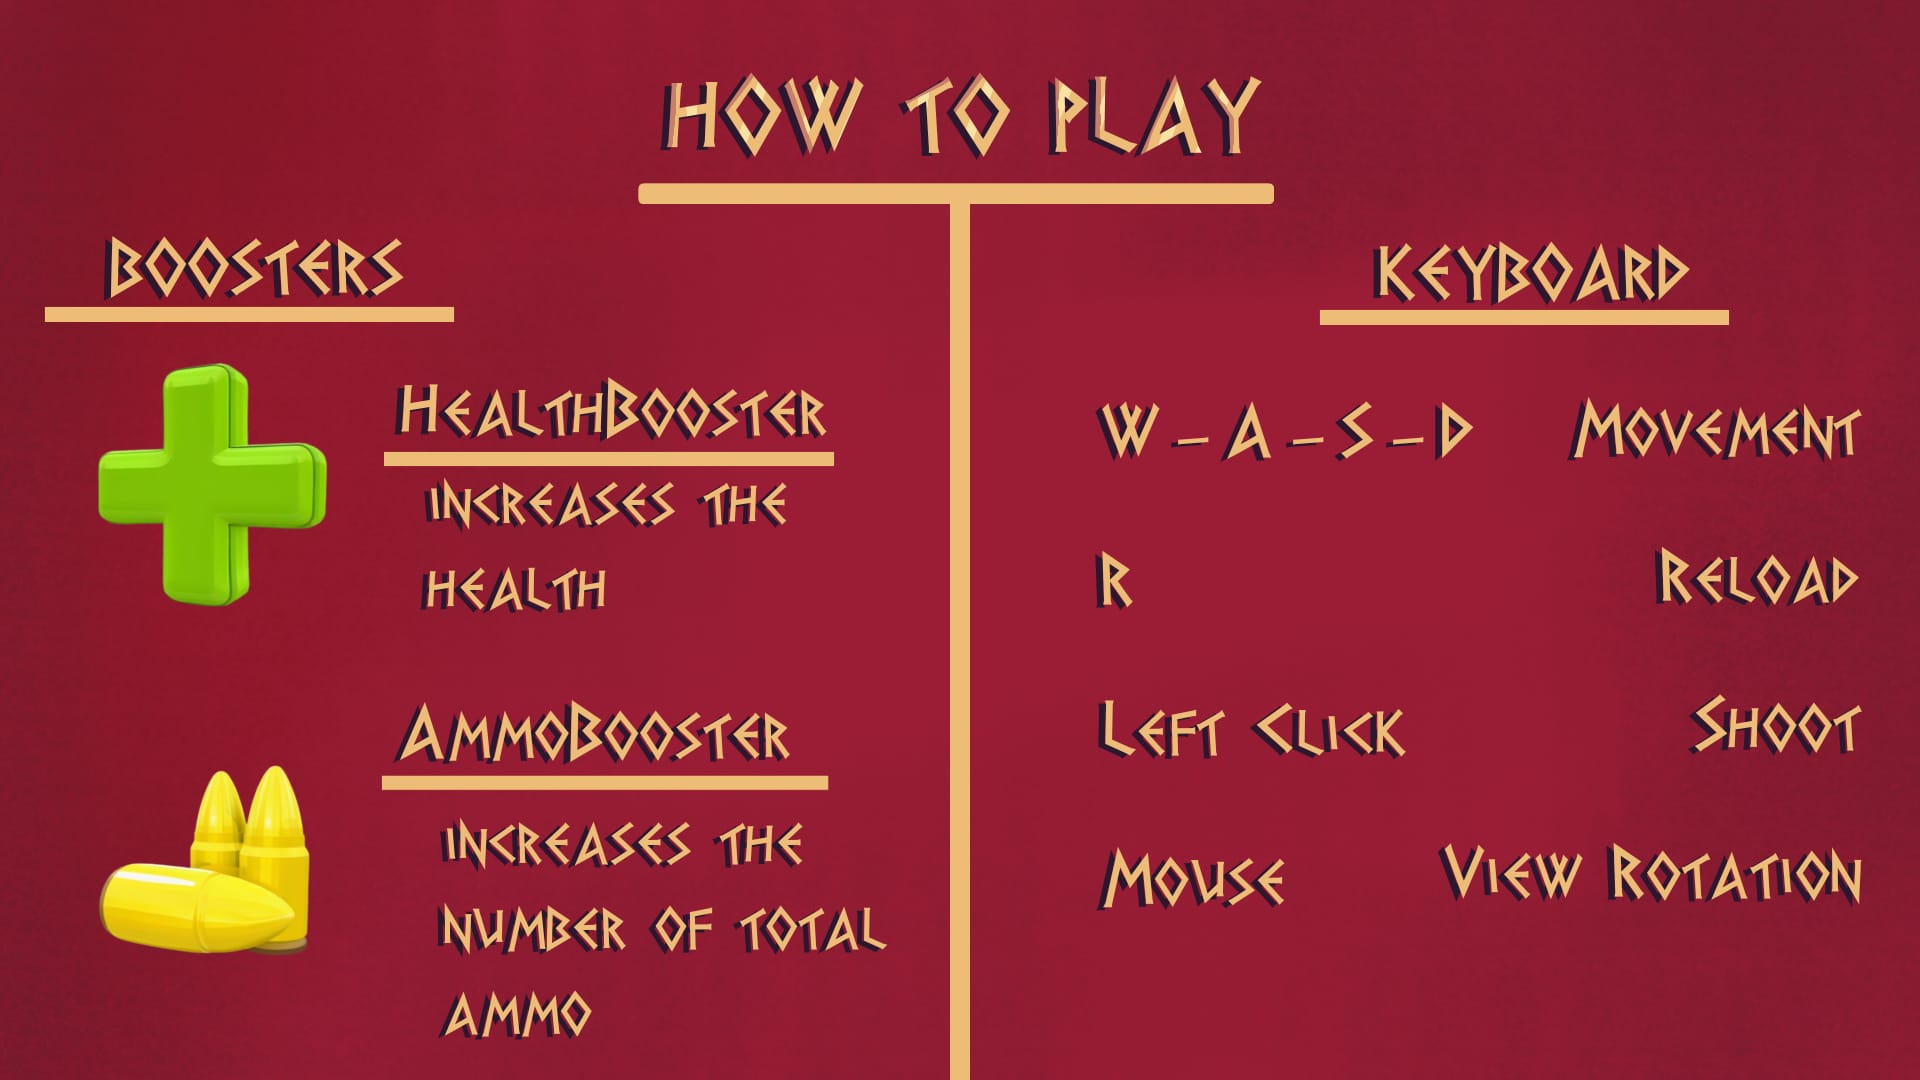 HOW TO PLAY
BOOSTERS
HEALTHBOOSTER
INCREASES THE
HEALTH
AMMOBOOSTER
INCREASES THE
NUMBER OF TOTAL
AMMO
KEYBOARD
W - A - S - D MOVEMENT
R RELOAD
LEFT CLICK SHOOT
MOUSE VIEW ROTATION